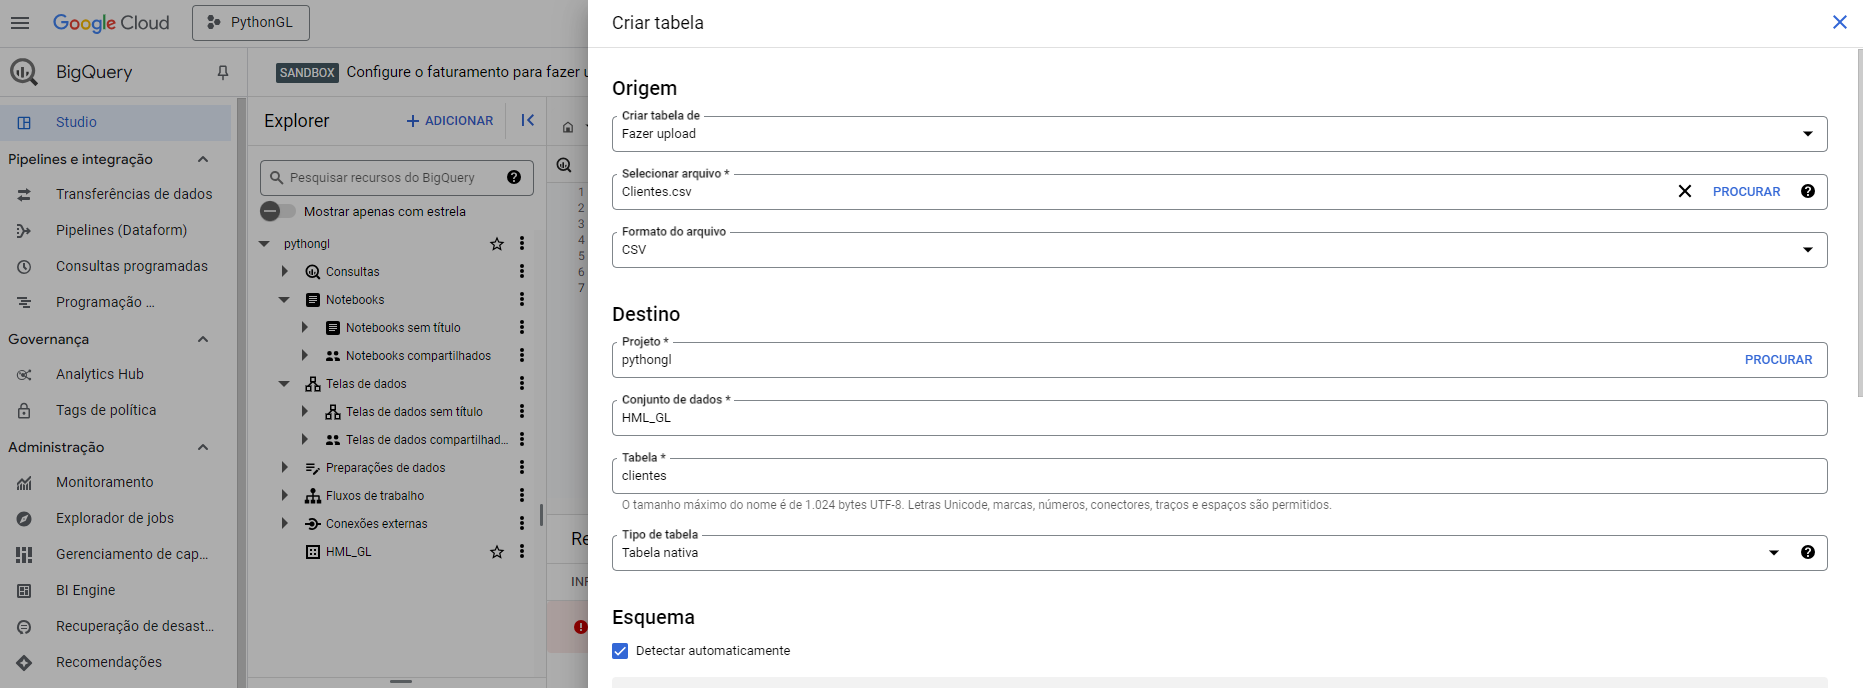 Google Cloud
PythonGL
BigQuery
Studio
Pipelines e integração
Transferências de dados
Pipelines (Dataform)
Consultas programadas
Programação ...
Governança
Analytics Hub
Tags de política
Administração
Monitoramento
Explorador de jobs
Gerenciamento de cap...
BI Engine
Recuperação de desast...
Recomendações
SANDBOX Configure o faturamento para fazer u
Explorer
ADICIONAR
Pesquisar recursos do BigQuery
Mostrar apenas com estrela
pythongl
Consultas
Notebooks
Notebooks sem título
Notebooks compartilhados
Telas de dados
Telas de dados sem título
Telas de dados compartilhad...
Preparações de dados
Fluxos de trabalho
Conexões externas
HML_GL
1
2
3
4
5
6
7
Re
INF
Criar tabela
Origem
Criar tabela de
Fazer upload
Selecionar arquivo *
Clientes.csv
PROCURAR
Formato do arquivo
CSV
Destino
Projeto *
pythongl
PROCURAR
Conjunto de dados *
HML_GL
Tabela *
clientes
O tamanho máximo do nome é de 1.024 bytes UTF-8. Letras Unicode, marcas, números, conectores, traços e espaços são permitidos.
Tipo de tabela
Tabela nativa
Esquema
Detectar automaticamente